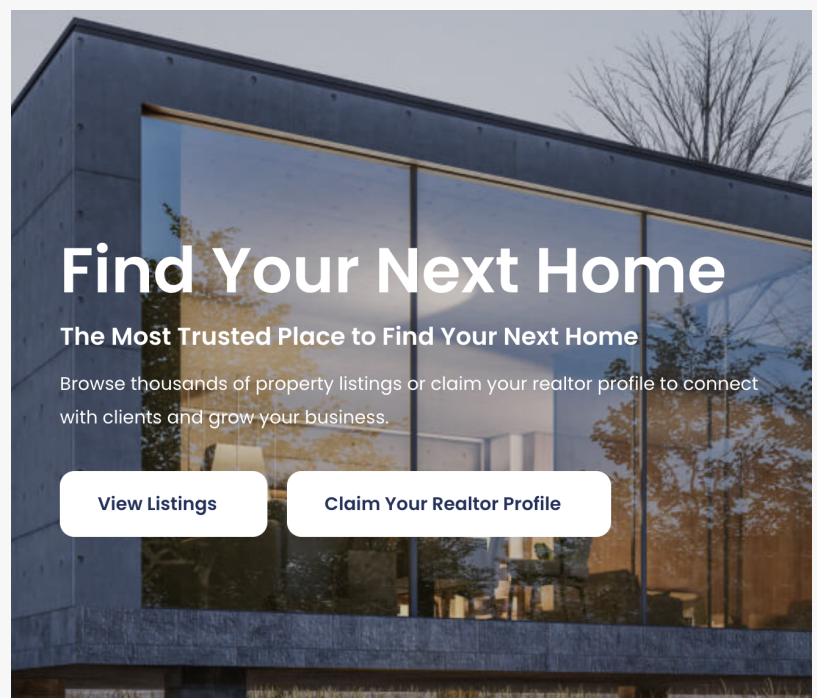 Find Your Next Home
The Most Trusted Place to Find Your Next Home
Browse thousands of property listings or claim your realtor profile to connect
with clients and grow your business.
View Listings
Claim Your Realtor Profile